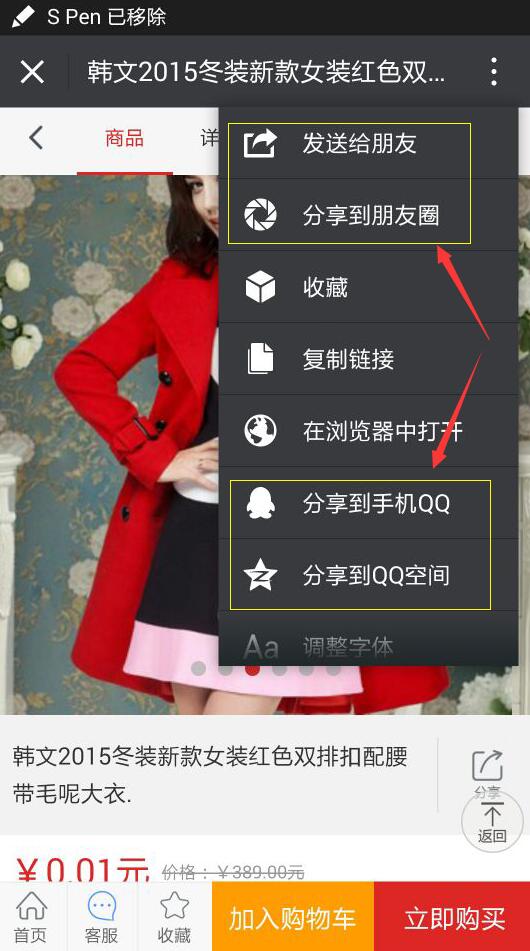 S Pen 已移除
韩文2015冬装新款女装红色双...
商品
详
发送给朋友
分享到朋友圈
收藏
复制链接
在浏览器中打开
分享到手机QQ
分享到QQ空间
Aa 调整字体
韩文2015冬装新款女装红色双排扣配腰
带毛呢大衣.
分享
返回
￥0.01元 价格：￥389.00元
首页
客服
收藏
加入购物车
立即购买